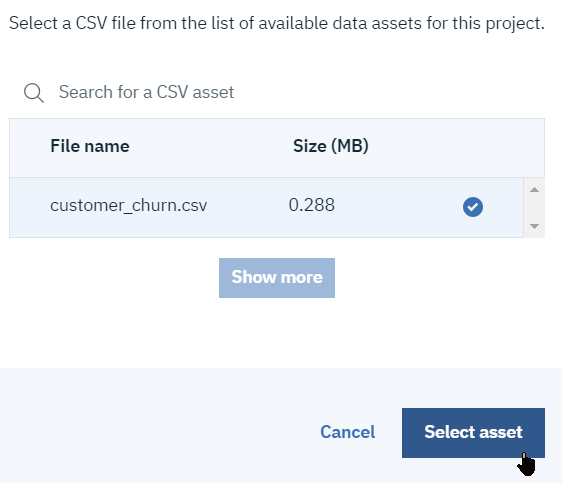 Select a CSV file from the list of available data assets for this project.
Search for a CSV asset
File name Size (MB)
customer_churn.csv 0.288
Show more
Cancel Select asset